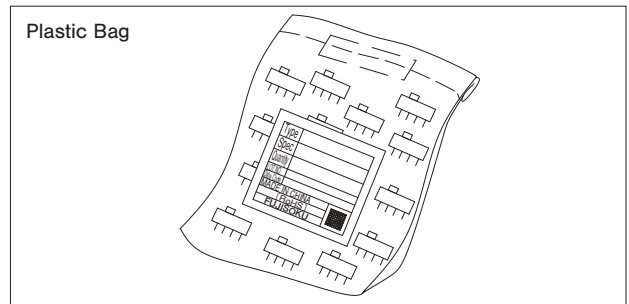 Plastic Bag
Type
Spec
Quantity
MADE IN CHINA
(RoHS)
FUJISOKU